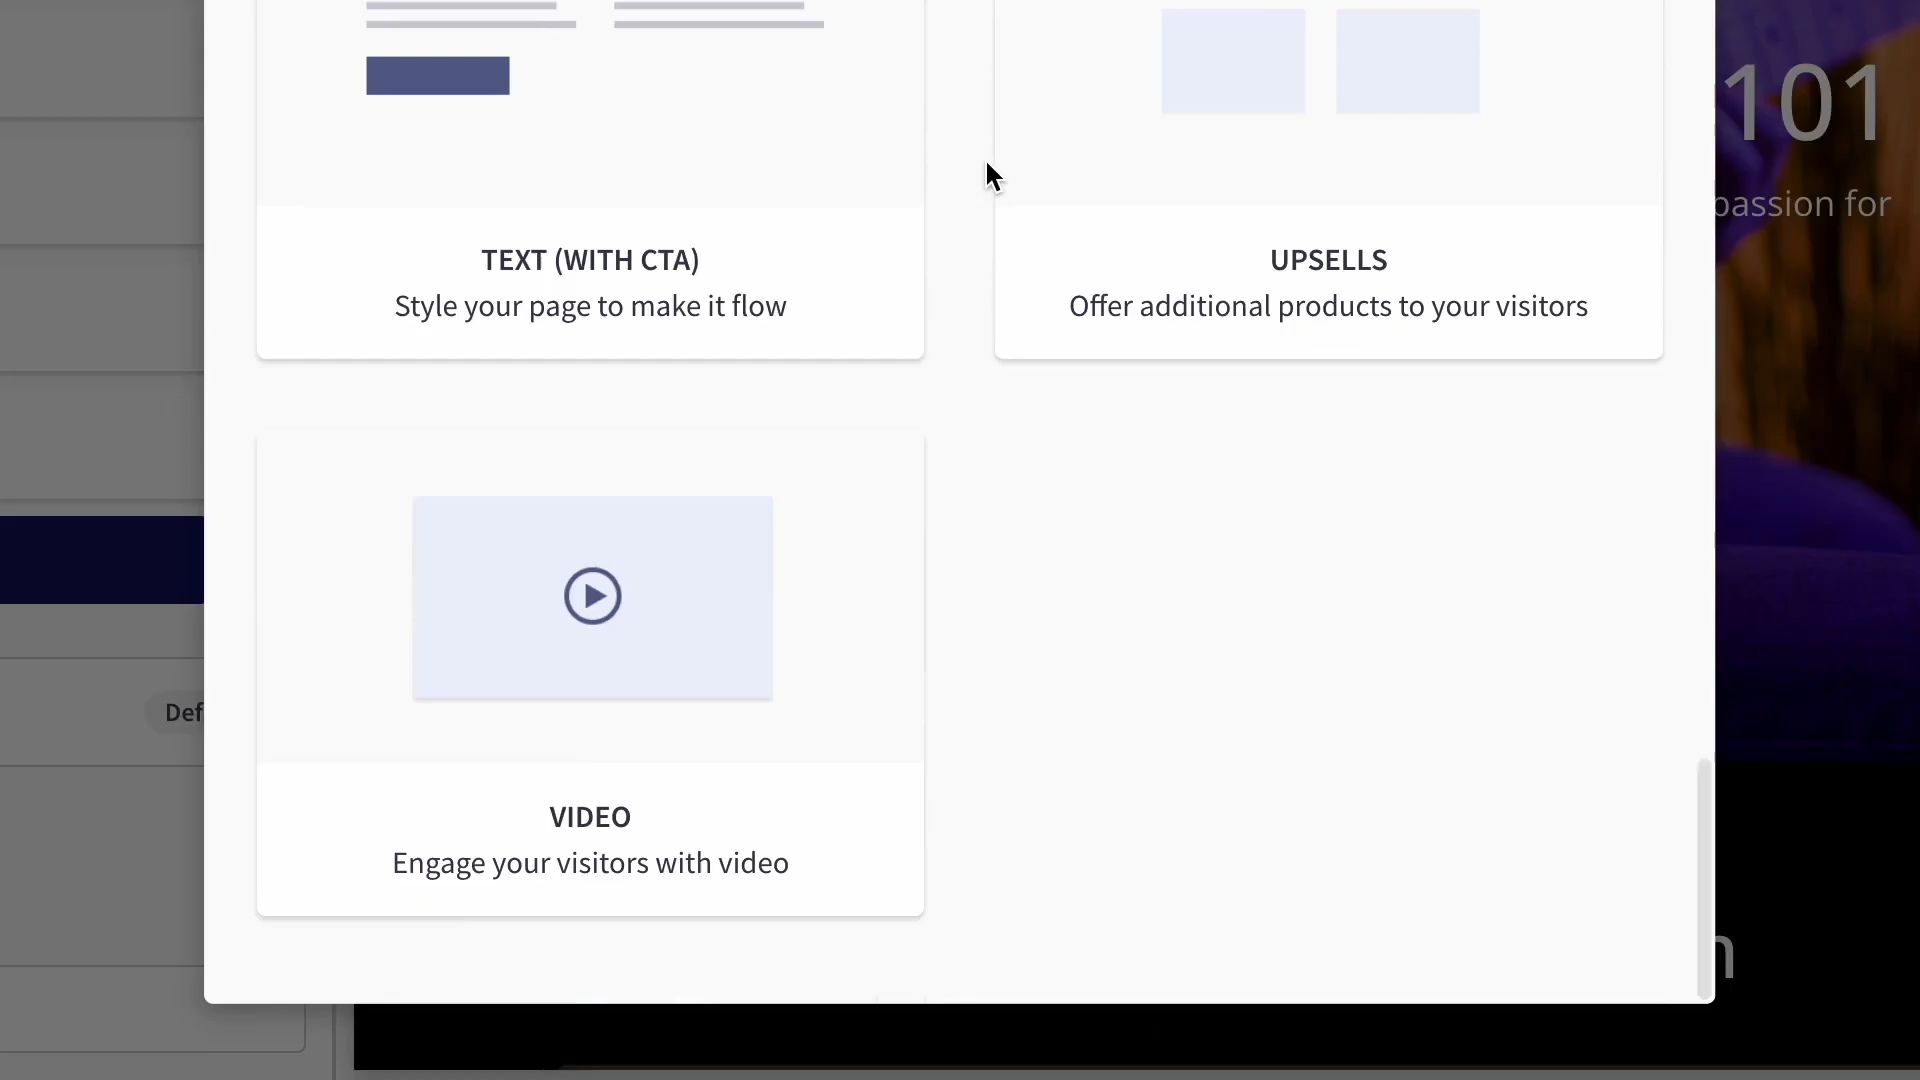 101
passion for
TEXT (WITH CTA)
Style your page to make it flow
UPSELLS
Offer additional products to your visitors
Def
VIDEO
Engage your visitors with video
n